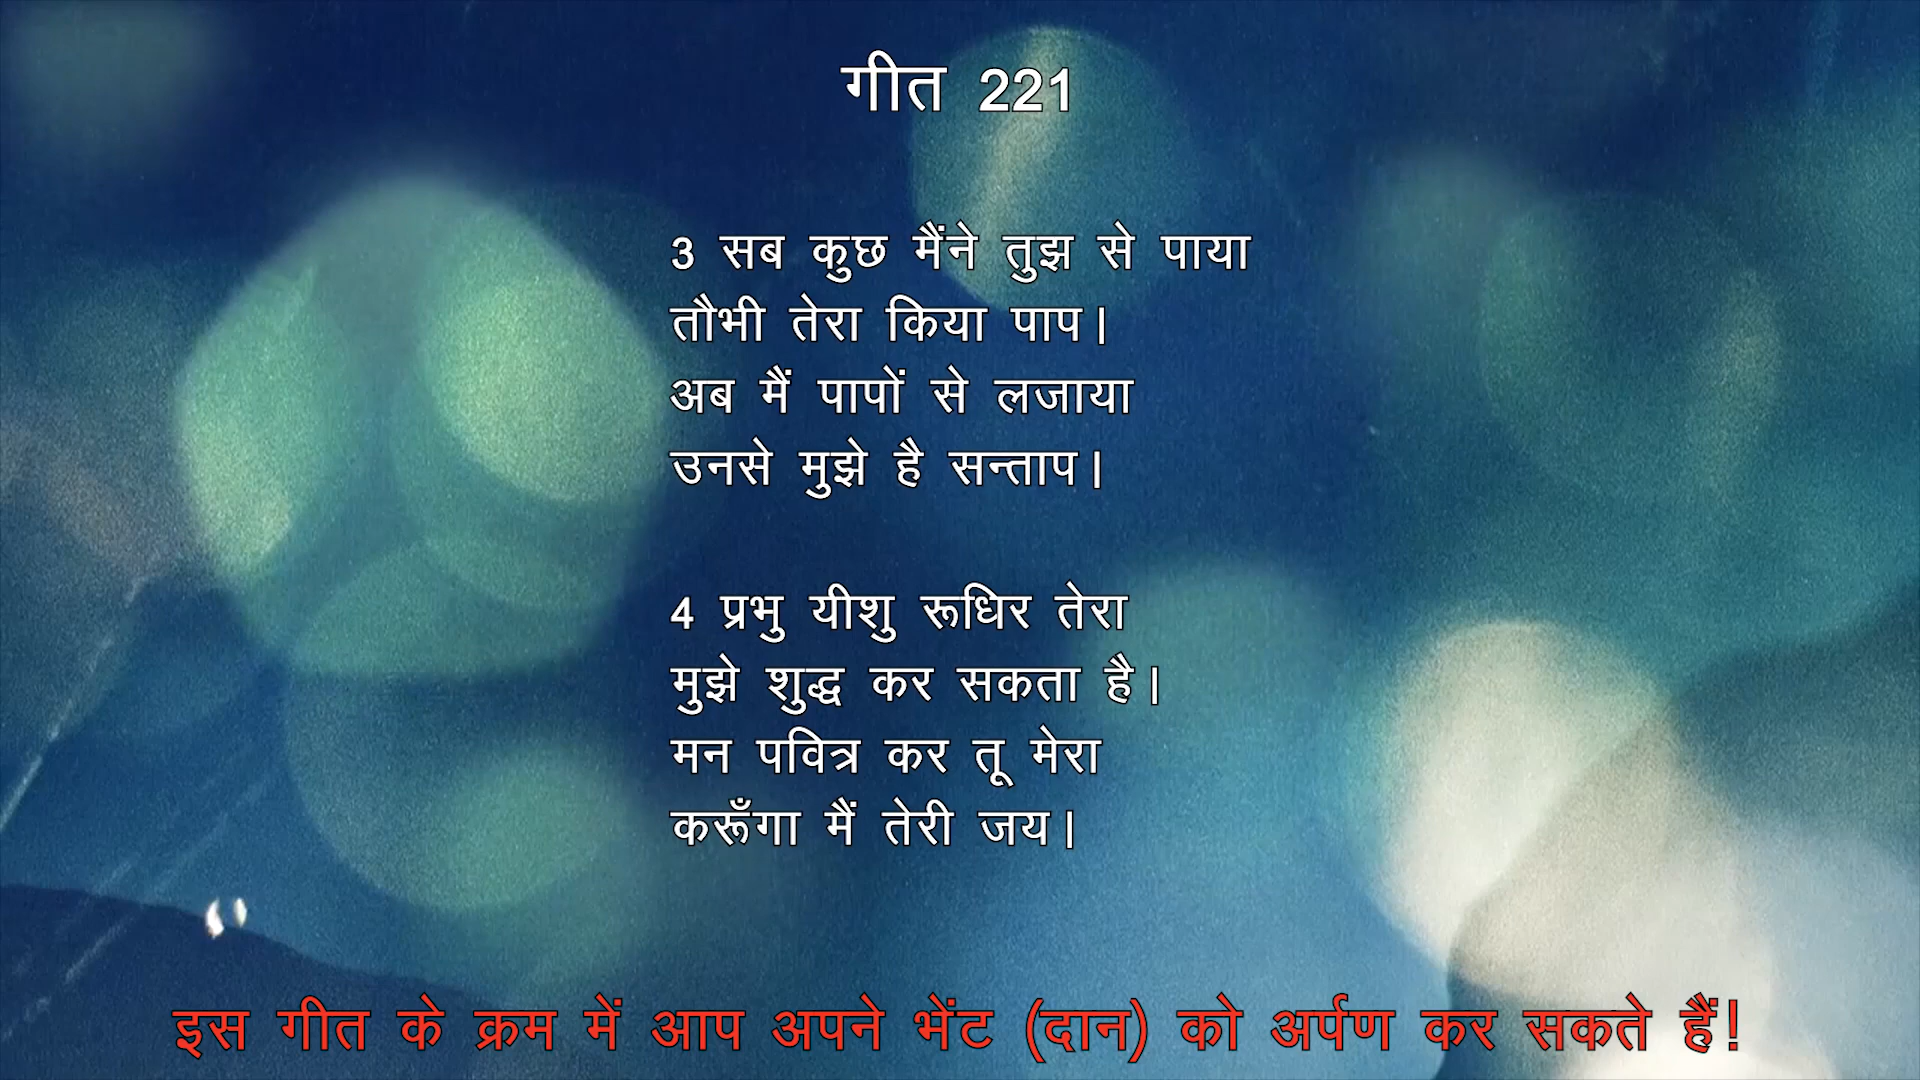 गीत 221
3 सब कुछ मैंने तुझ से पाया
तौभी तेरा किया पाप।
अब मैं पापों से लजाया
उनसे मुझे है सन्ताप।
4 प्रभु यीशु रूधिर तेरा
मुझे शुद्ध कर सकता है।
मन पवित्र कर तू मेरा
करूँगा मैं तेरी जय।
इस गीत के क्रम में आप अपने भेंट (दान) को अर्पण कर सकते हैं!